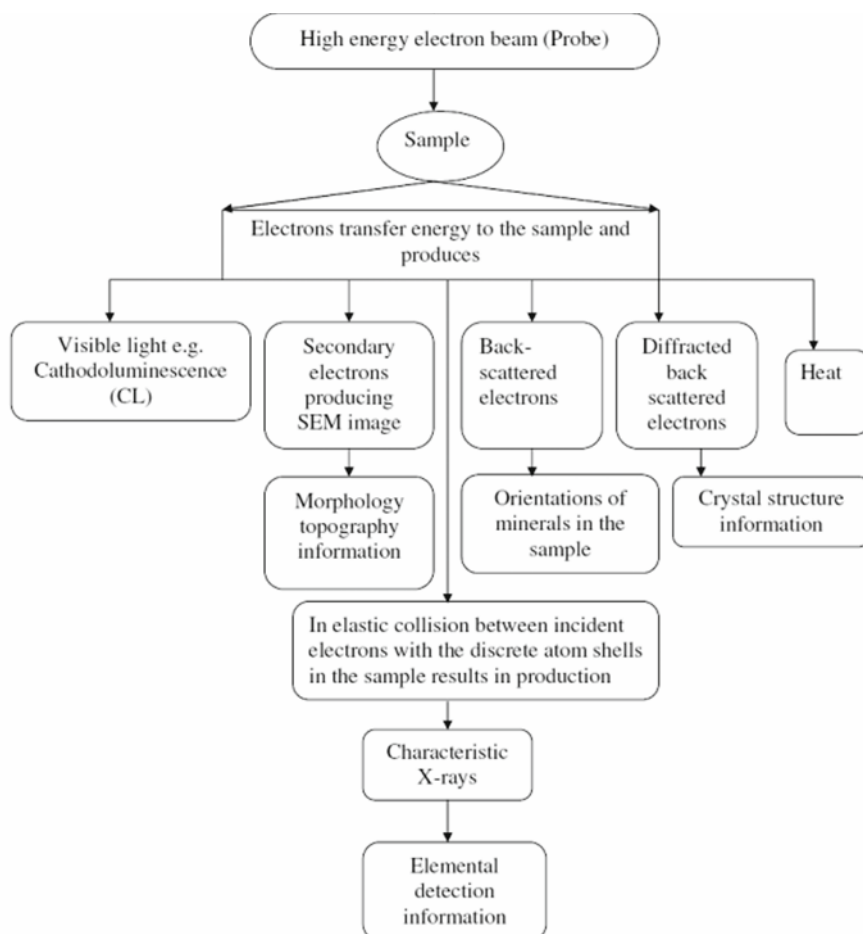 High energy electron beam (Probe)
Sample
Electrons transfer energy to the sample and
produces
Visible light e.g.
Cathodoluminescence
(CL)
Secondary
electrons
producing
SEM image
Back-
scattered
electrons
Diffracted
back
scattered
electrons
Heat
Morphology
topography
information
Orientations of
minerals in the
sample
Crystal structure
information
In elastic collision between incident
electrons with the discrete atom shells
in the sample results in production
Characteristic
X-rays
Elemental
detection
information